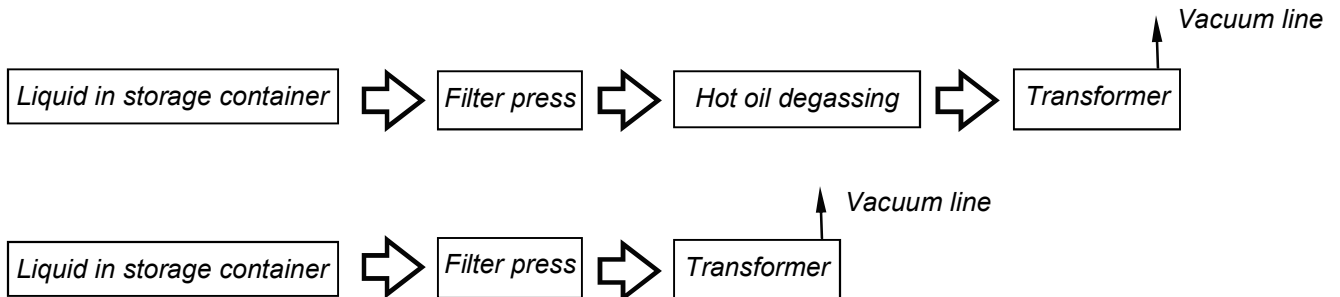 Vacuum line
Liquid in storage container
Filter press
Hot oil degassing
Transformer
Vacuum line
Liquid in storage container
Filter press
Transformer